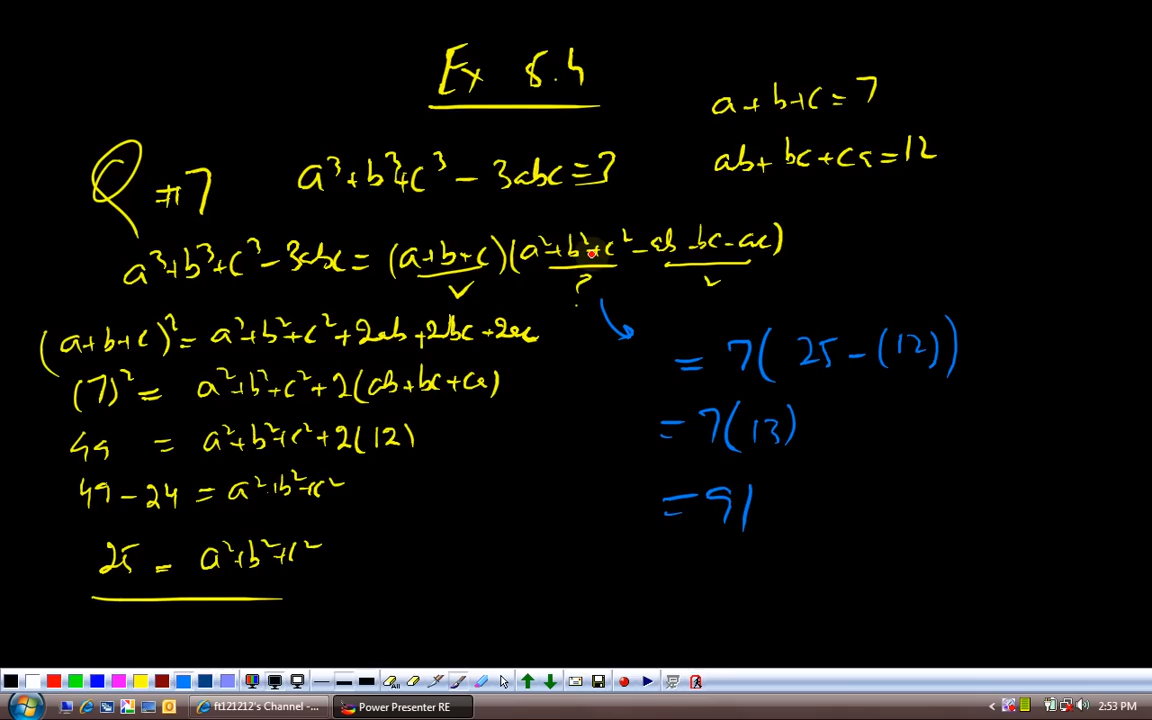 Ex 8.4
a+b+c=7
ab+bc+ca=12
Q #7 a³+b³+c³-3abc=?
a³+b³+c³-3abc=(a+b+c)(a²+b²+c²-ab-bc-ac)
?
(a+b+c)²=a²+b²+c²+2ab+2bc+2ac
(7)²=a²+b²+c²+2(ab+bc+ca)
49=a²+b²+c²+2(12)
49-24=a²+b²+c²
25=a²+b²+c²
=7(25-(12))
=7(13)
=91
ft121212's Channel -...
Power Presenter RE
2:53 PM